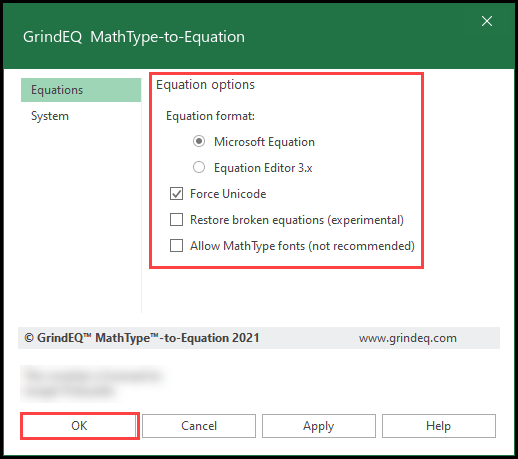 GrindEQ MathType-to-Equation
Equations
System
Equation options
Equation format:
Microsoft Equation
Equation Editor 3.x
Force Unicode
Restore broken equations (experimental)
Allow MathType fonts (not recommended)
© GrindEQ™ MathType™-to-Equation 2021 www.grindeq.com
OK Cancel Apply Help